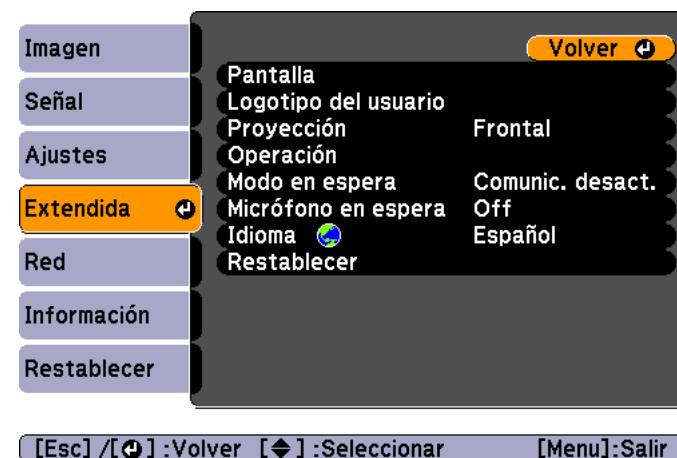 Imagen
Señal
Ajustes
Extendida
Red
Información
Restablecer
Volver
Pantalla
Logotipo del usuario
Proyección Frontal
Operación
Modo en espera Comunic. desact.
Micrófono en espera Off
Idioma Español
Restablecer
[Esc] /[ ] :Volver [ ] :Seleccionar [Menu]:Salir